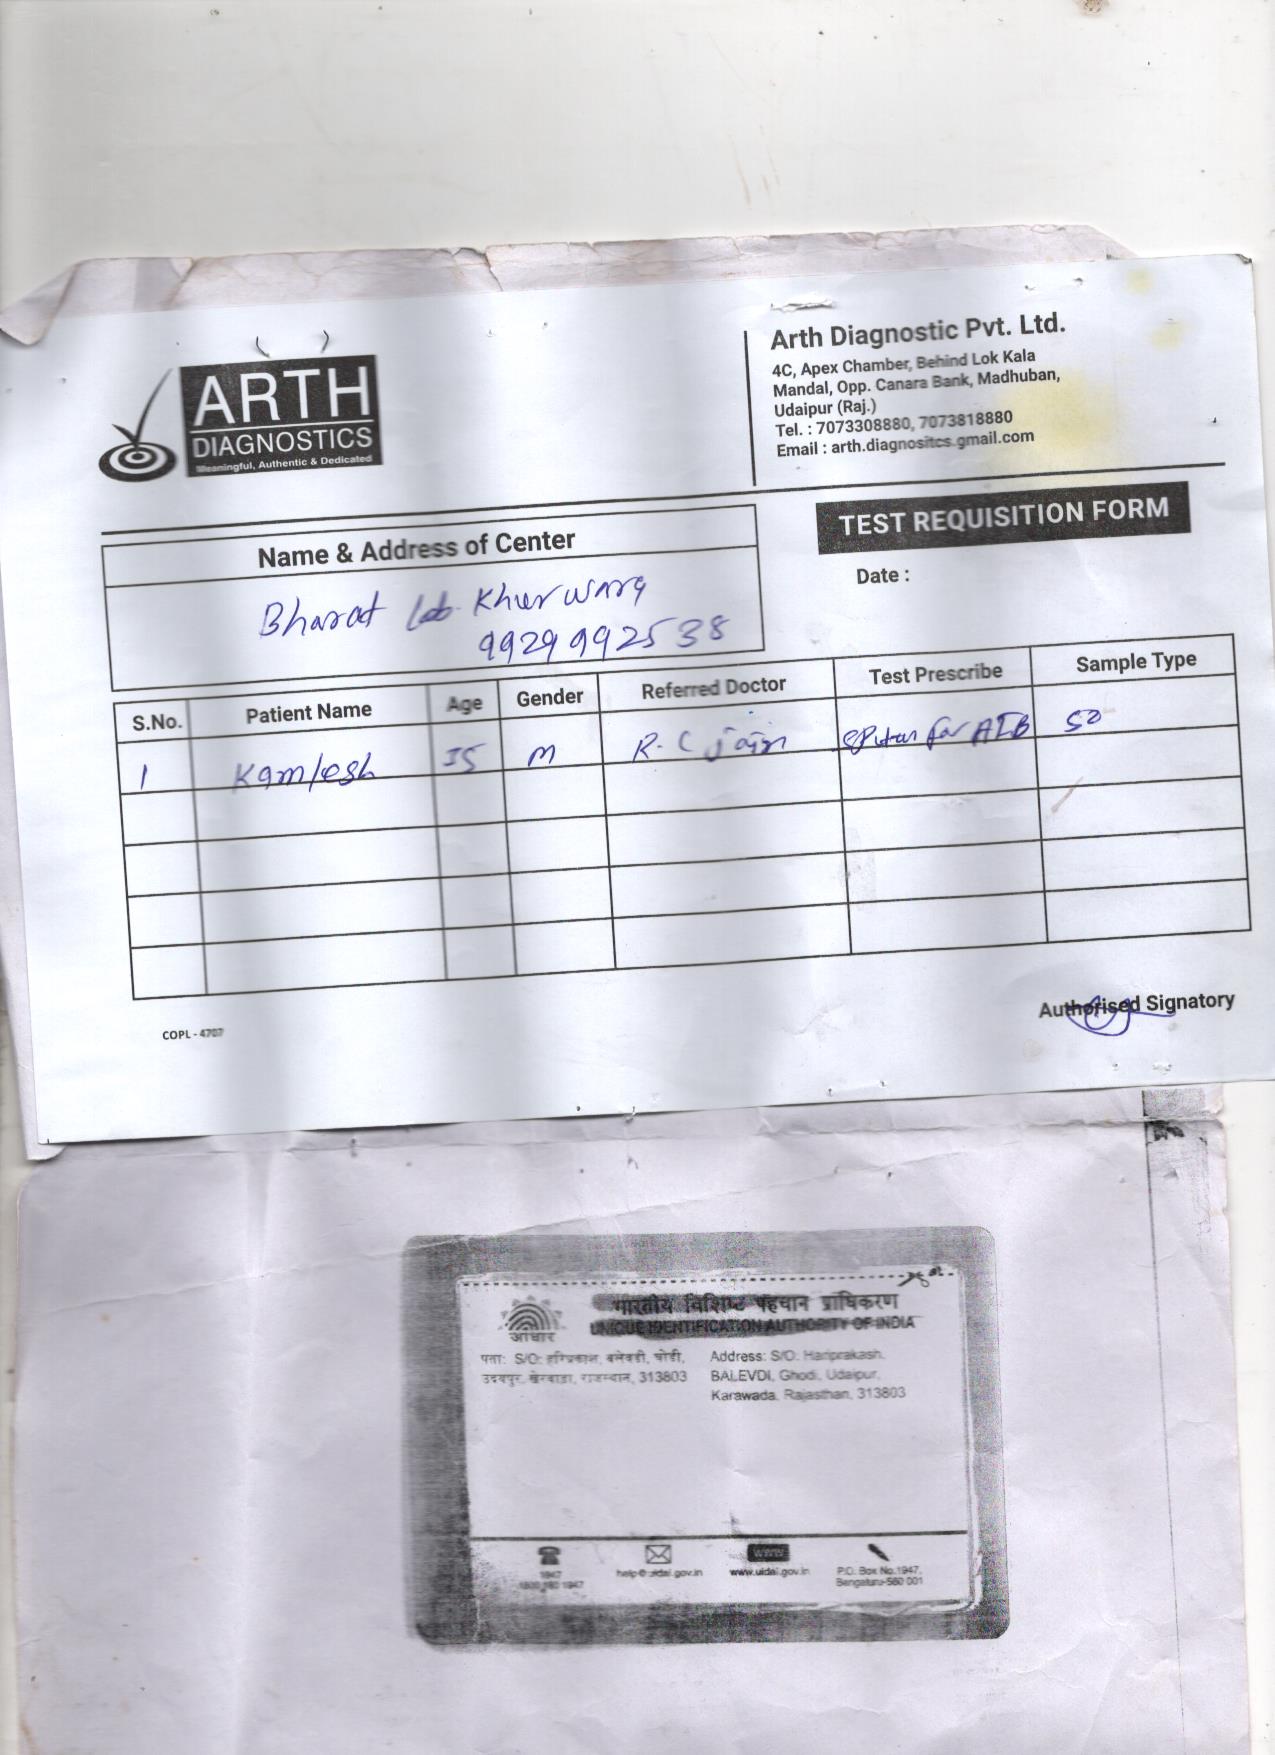 ARTH
DIAGNOSTICS
Meaningful, Authentic & Dedicated
Arth Diagnostic Pvt. Ltd.
4C, Apex Chamber, Behind Lok Kala
Mandal, Opp. Canara Bank, Madhuban,
Udaipur (Raj.)
Tel. : 7073308880, 7073818880
Email : arth.diagnositcs.gmail.com
TEST REQUISITION FORM
Date :
Name & Address of Center
Bharat Lab Kherwara
9929992538
S.No. Patient Name Age Gender Referred Doctor Test Prescribe Sample Type
1 Kamlesh M R.C Jain for
COPL - 4707
Authorised Signatory
भारतीय विशिष्ट पहचान प्राधिकरण
UNIQUE IDENTIFICATION AUTHORITY OF INDIA
आधार
पता: S/O: हरिप्रकाश, बलेवडी, घोडी,
उदयपुर, खेरवाड़ा, राजस्थान, 313803
Address: S/O: Hariprakash,
BALEVDI, Ghodi, Udaipur,
Karawada, Rajasthan, 313803
1947
help@uidai.gov.in
www.uidai.gov.in
P.O. Box No.1947,
Bengaluru-560 001